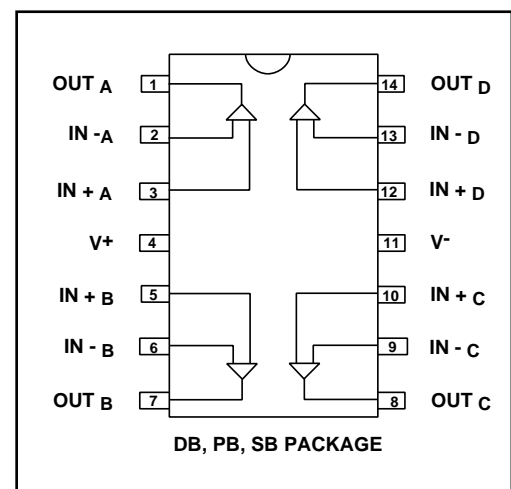 OUT A 1 14 OUT D
IN -A 2 13 IN - D
IN + A 3 12 IN + D
V+ 4 11 V-
IN + B 5 10 IN + C
IN - B 6 9 IN - C
OUT B 7 8 OUT C
DB, PB, SB PACKAGE